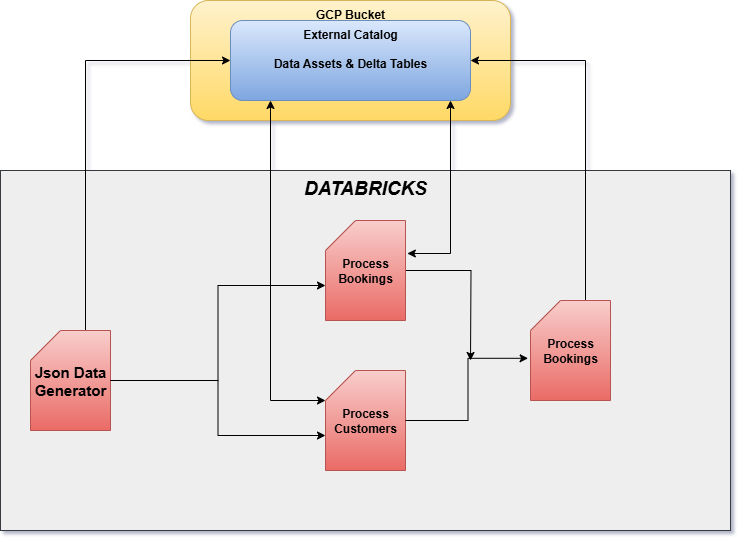 GCP Bucket
External Catalog
Data Assets & Delta Tables
DATABRICKS
Process
Bookings
Json Data
Generator
Process
Customers
Process
Bookings